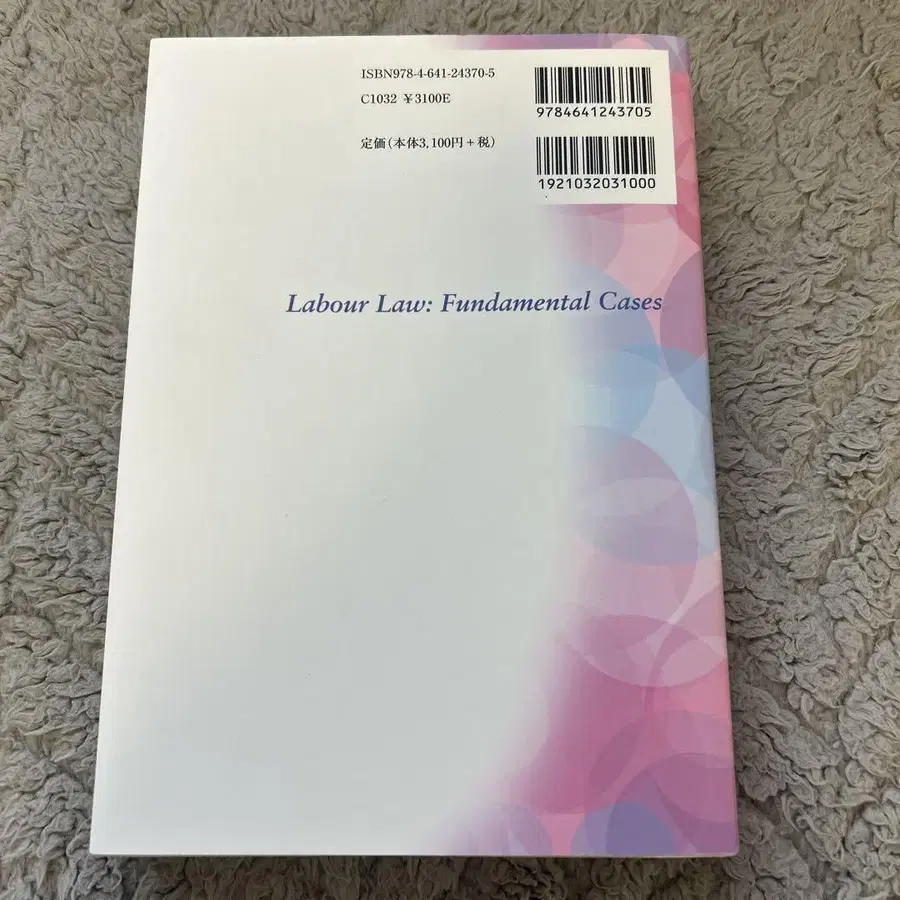 ISBN978-4-641-24370-5
C1032 ¥3100E
定価(本体3,100円+税)
9784641243705
1921032031000
Labour Law: Fundamental Cases